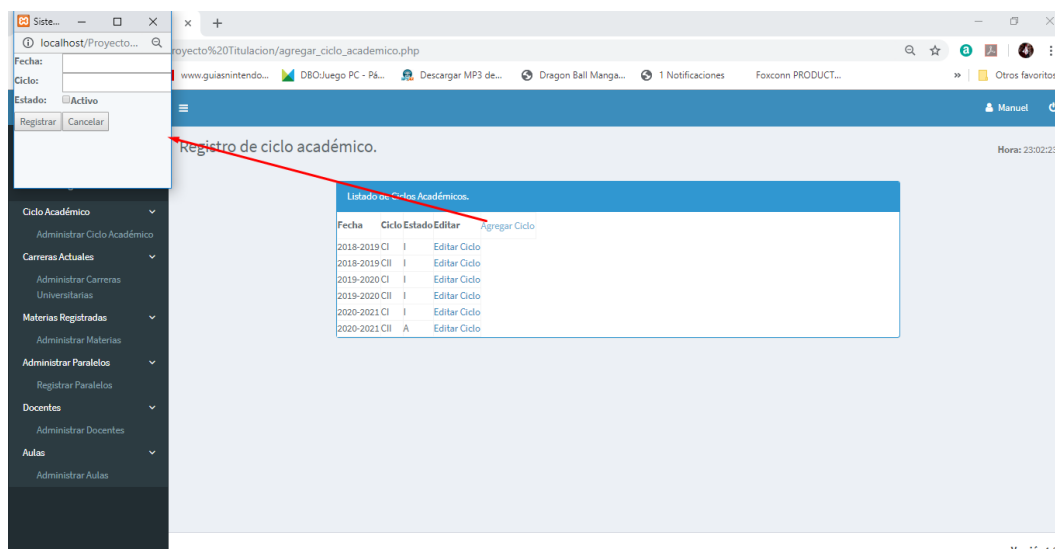 Siste...
localhost/Proyecto...
Fecha:
Ciclo:
Estado: Activo
Registrar Cancelar
royecto%20Titulacion/agregar_ciclo_academico.php
www.guiasnintendo... DBO:Juego PC - Pá... Descargar MP3 de... Dragon Ball Manga... 1 Notificaciones Foxconn PRODUCT... » Otros favoritos
Manuel
Registro de ciclo académico.
Hora: 23:02:23
Ciclo Académico
Administrar Ciclo Académico
Carreras Actuales
Administrar Carreras
Universitarias
Materias Registradas
Administrar Materias
Administrar Paralelos
Registrar Paralelos
Docentes
Administrar Docentes
Aulas
Administrar Aulas
Listado de Ciclos Académicos.
Fecha Ciclo Estado Editar Agregar Ciclo
2018-2019 CI I Editar Ciclo
2018-2019 CII I Editar Ciclo
2019-2020 CI I Editar Ciclo
2019-2020 CII I Editar Ciclo
2020-2021 CI I Editar Ciclo
2020-2021 CII A Editar Ciclo